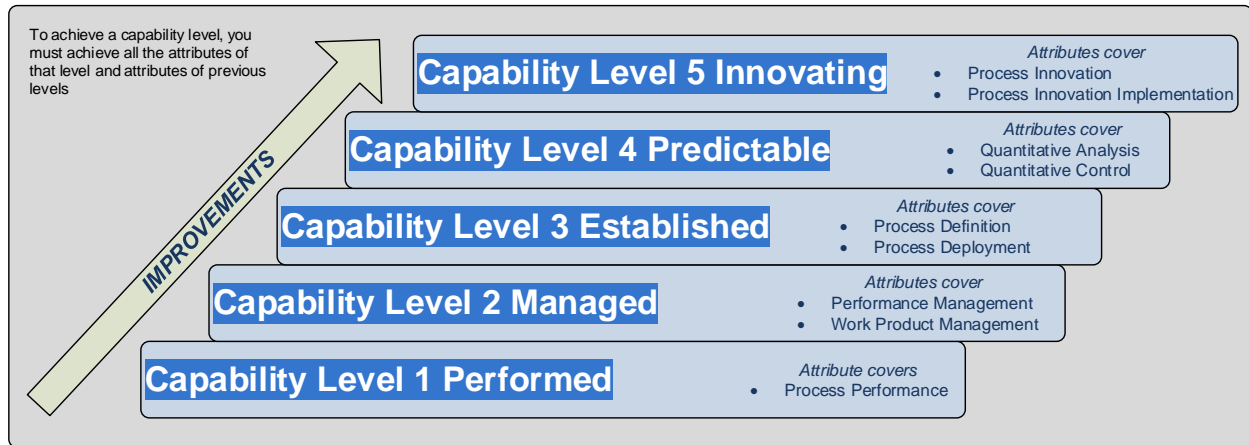 To achieve a capability level, you
must achieve all the attributes of
that level and attributes of previous
levels
IMPROVEMENTS
Capability Level 5 Innovating
Attributes cover
• Process Innovation
• Process Innovation Implementation
Capability Level 4 Predictable
Attributes cover
• Quantitative Analysis
• Quantitative Control
Capability Level 3 Established
Attributes cover
• Process Definition
• Process Deployment
Capability Level 2 Managed
Attributes cover
• Performance Management
• Work Product Management
Capability Level 1 Performed
Attribute covers
• Process Performance